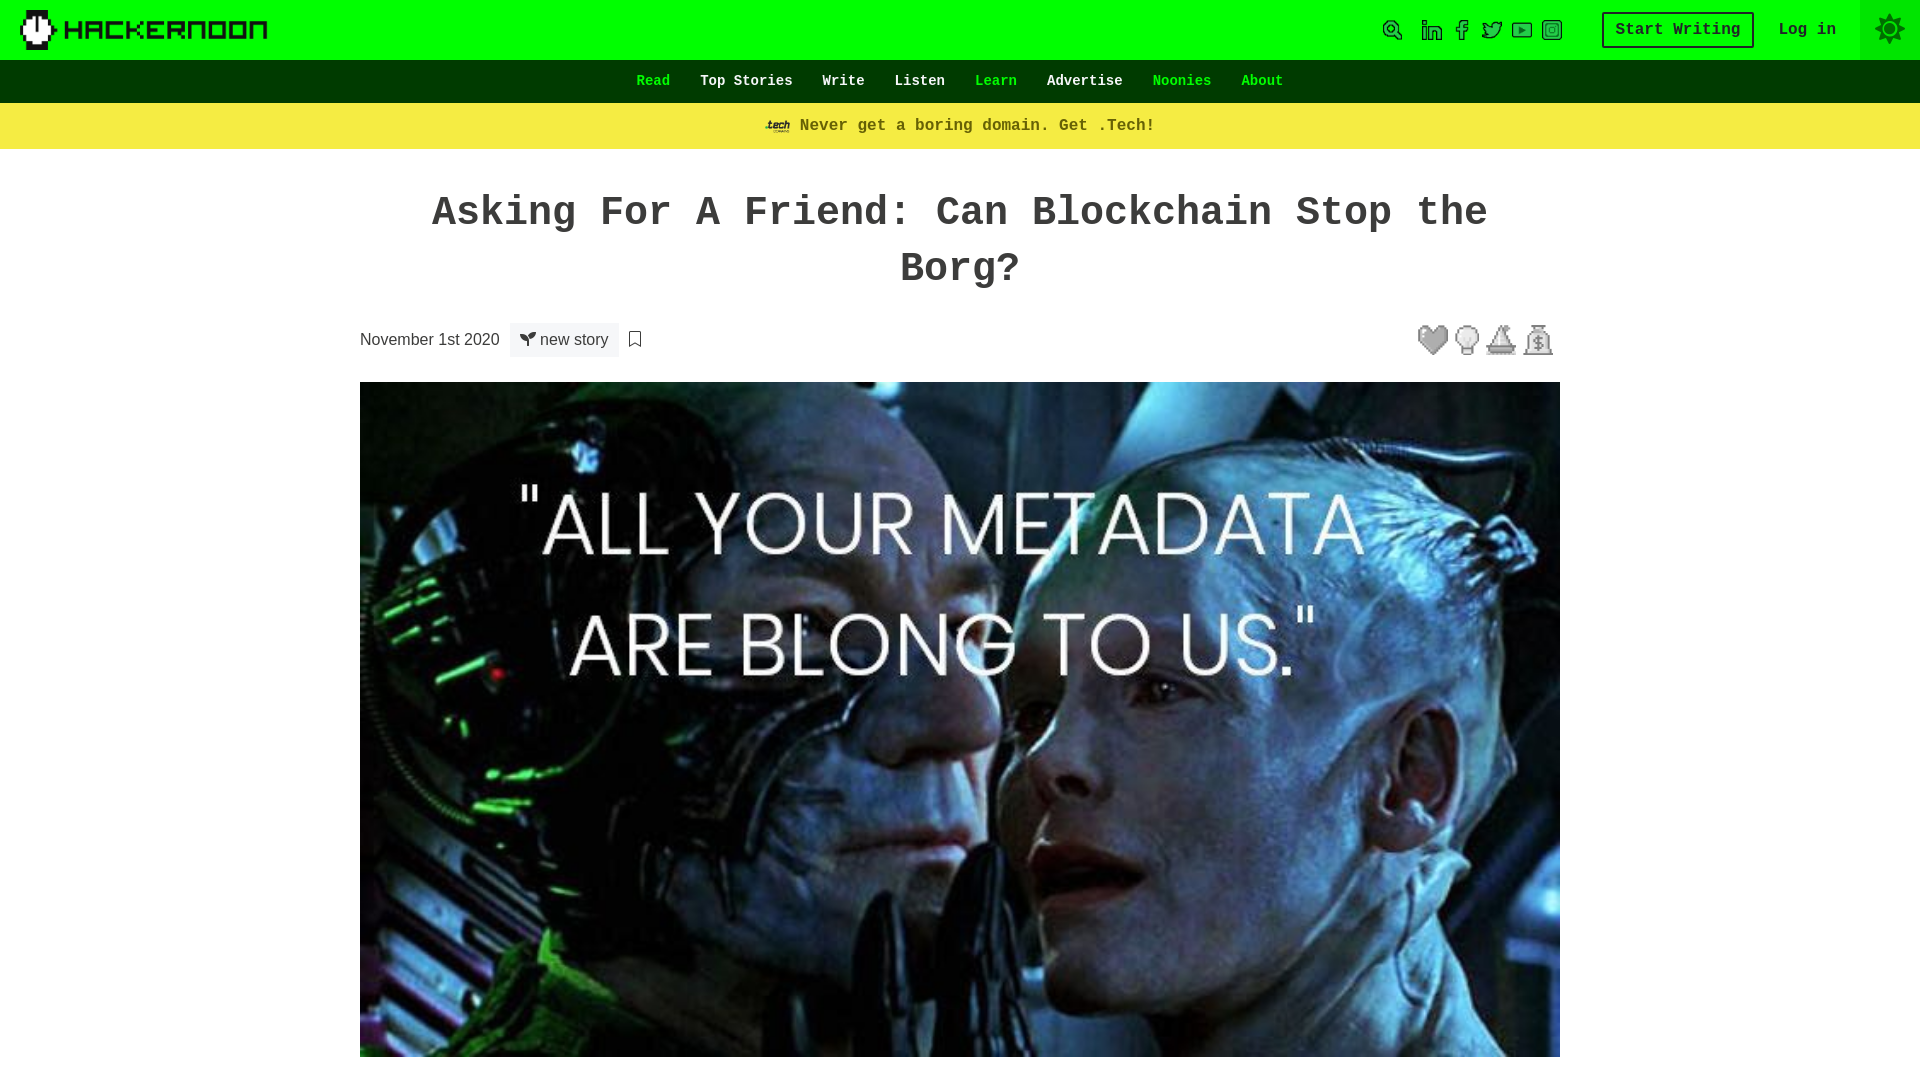 HACKERNOON
Start Writing
Log in
Read
Top Stories
Write
Listen
Learn
Advertise
Noonies
About
.tech
Never get a boring domain. Get .Tech!
Asking For A Friend: Can Blockchain Stop the
Borg?
November 1st 2020
new story
"ALL YOUR METADATA
ARE BLONG TO US."